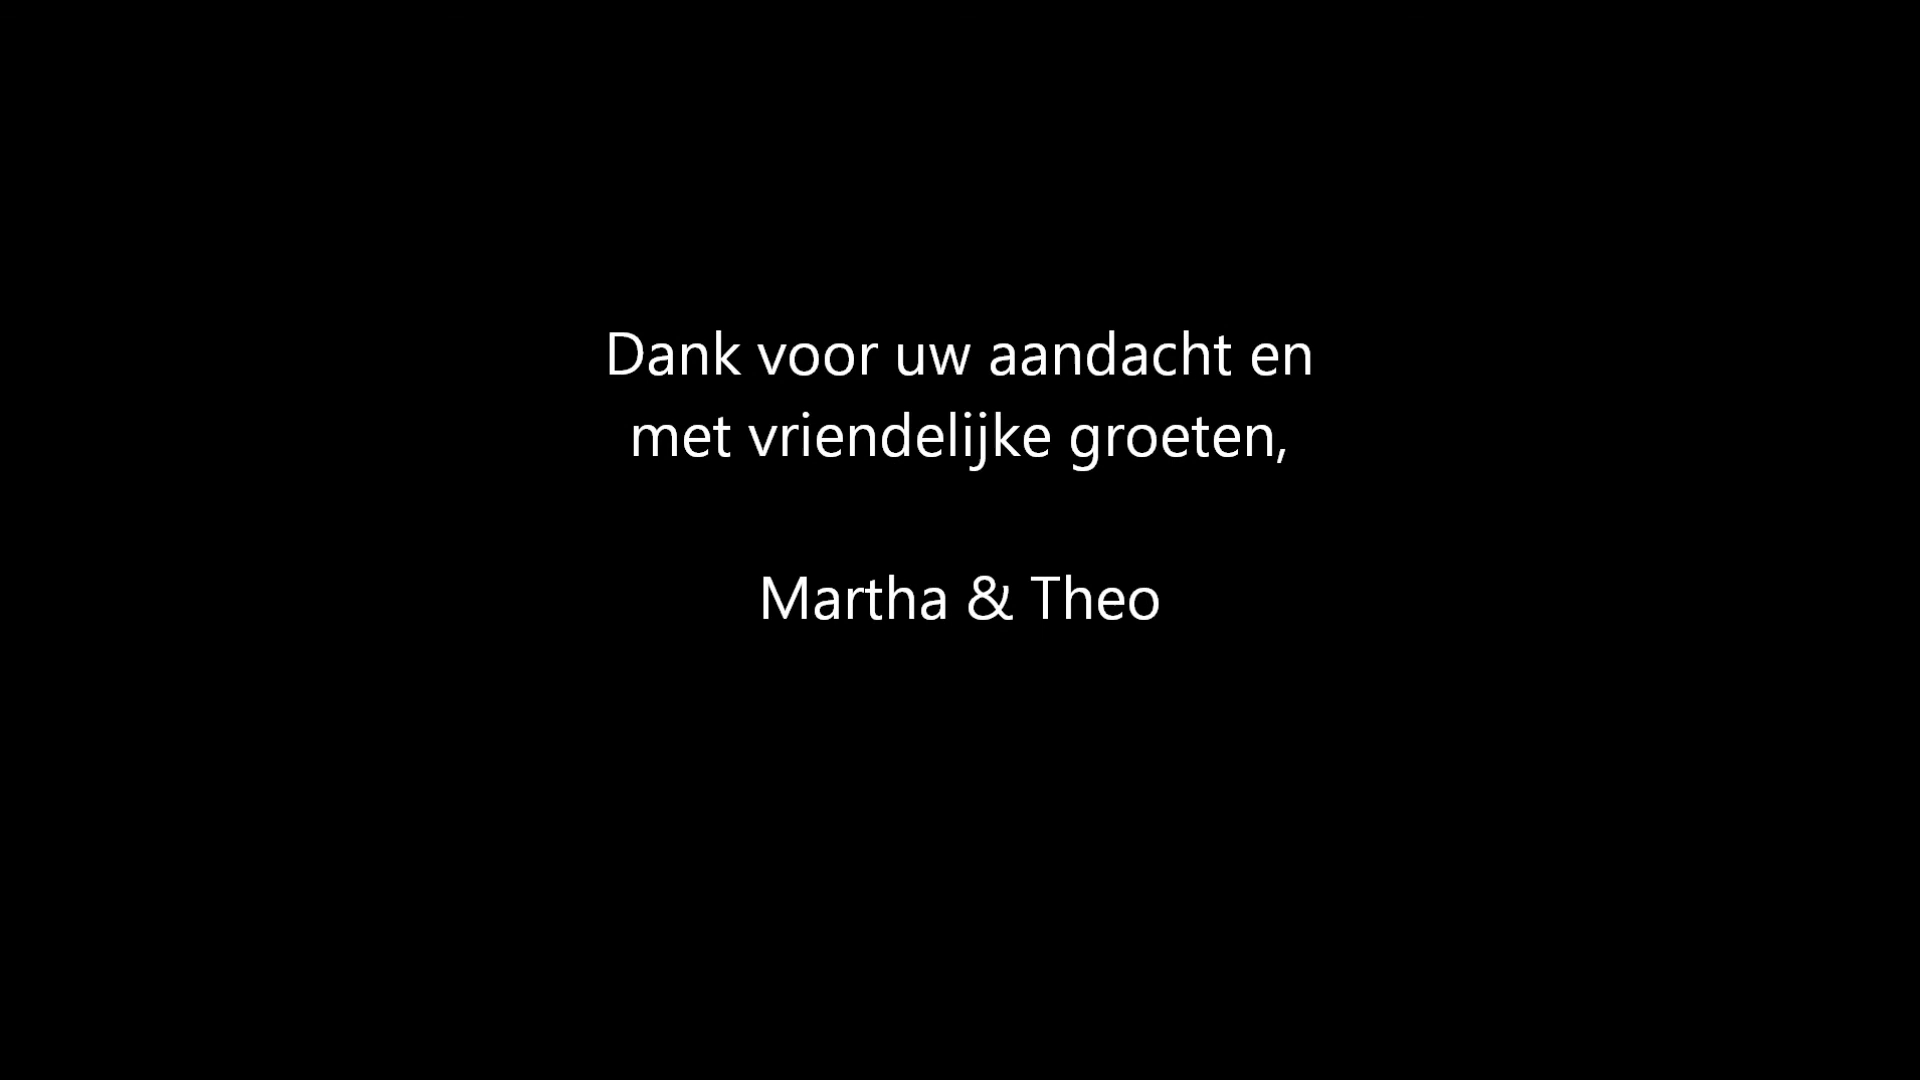 Dank voor uw aandacht en
met vriendelijke groeten,
Martha & Theo